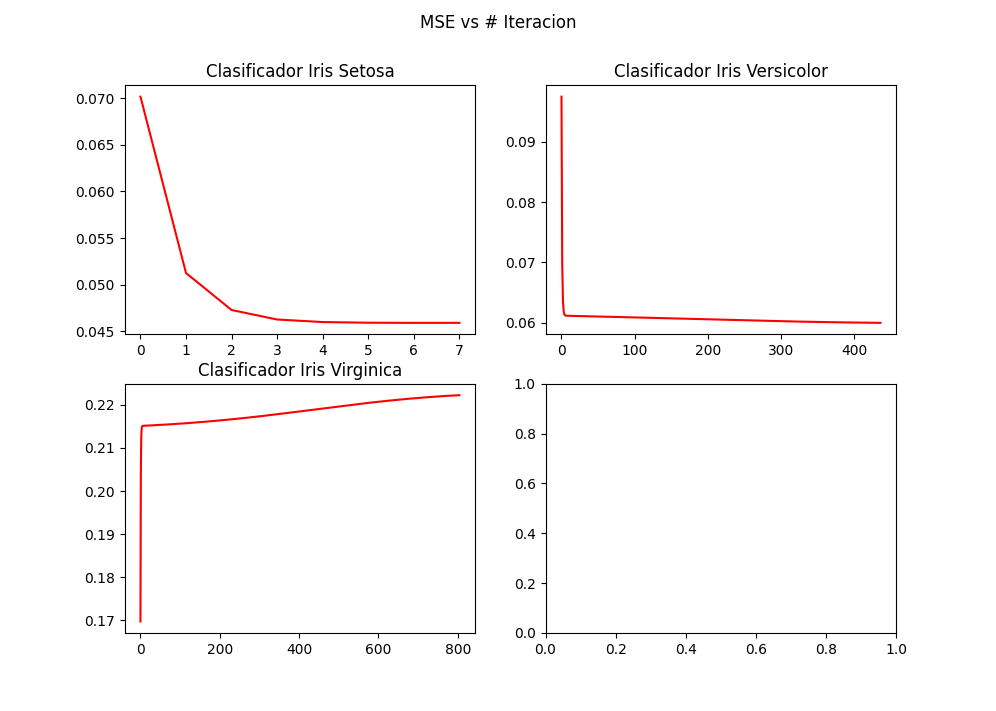 MSE vs # Iteracion
Clasificador Iris Setosa
0.070
0.065
0.060
0.055
0.050
0.045
0 1 2 3 4 5 6 7
Clasificador Iris Versicolor
0.09
0.08
0.07
0.06
0 100 200 300 400
Clasificador Iris Virginica
0.22
0.21
0.20
0.19
0.18
0.17
0 200 400 600 800
1.0
0.8
0.6
0.4
0.2
0.0
0.0 0.2 0.4 0.6 0.8 1.0